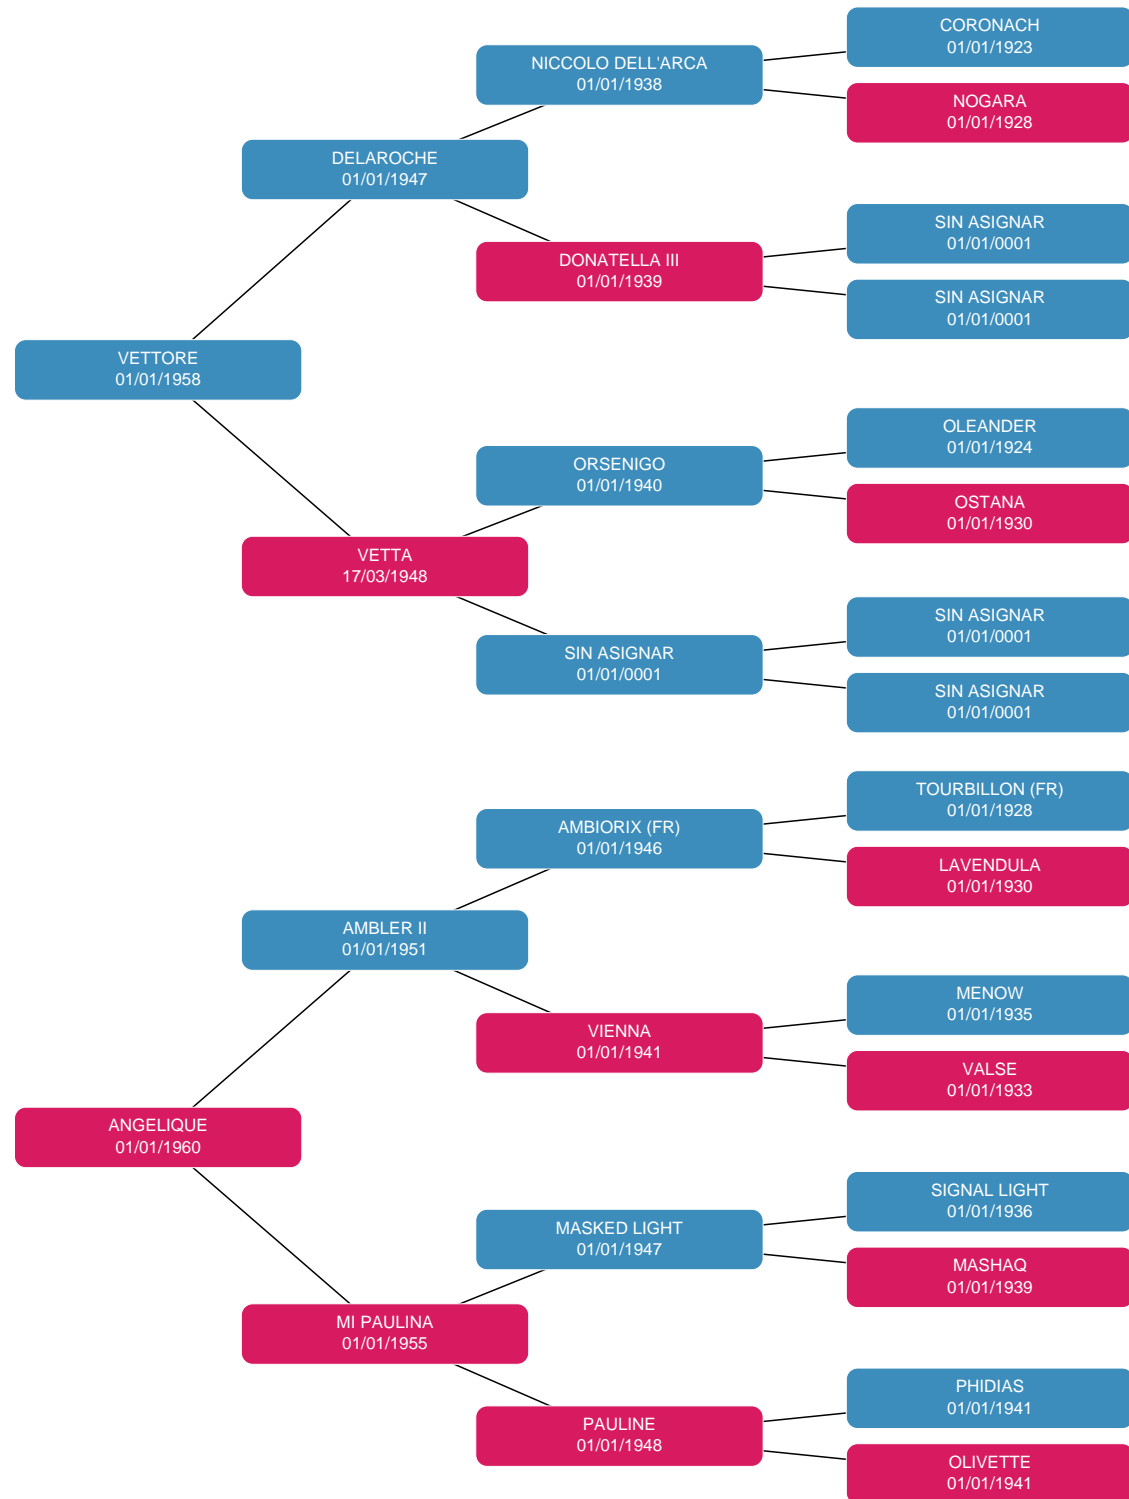 CORONACH
01/01/1923
NICCOLO DELL'ARCA
01/01/1938
NOGARA
01/01/1928
DELAROCHE
01/01/1947
SIN ASIGNAR
01/01/0001
DONATELLA III
01/01/1939
SIN ASIGNAR
01/01/0001
VETTORE
01/01/1958
OLEANDER
01/01/1924
ORSENIGO
01/01/1940
OSTANA
01/01/1930
VETTA
17/03/1948
SIN ASIGNAR
01/01/0001
SIN ASIGNAR
01/01/0001
SIN ASIGNAR
01/01/0001
TOURBILLON (FR)
01/01/1928
AMBIORIX (FR)
01/01/1946
LAVENDULA
01/01/1930
AMBLER II
01/01/1951
MENOW
01/01/1935
VIENNA
01/01/1941
VALSE
01/01/1933
ANGELIQUE
01/01/1960
SIGNAL LIGHT
01/01/1936
MASKED LIGHT
01/01/1947
MASHAQ
01/01/1939
MI PAULINA
01/01/1955
PHIDIAS
01/01/1941
PAULINE
01/01/1948
OLIVETTE
01/01/1941